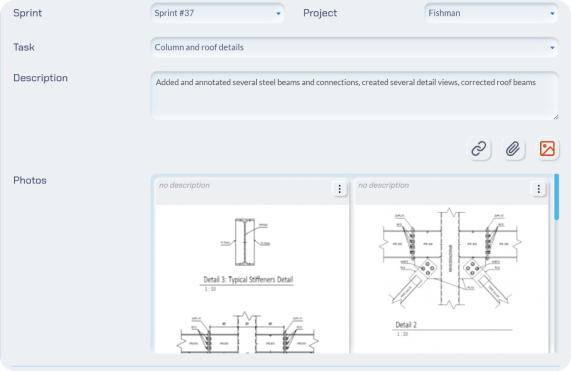 Sprint
Sprint #37
Project
Fishman
Task
Column and roof details
Description
Added and annotated several steel beams and connections, created several detail views, corrected roof beams
Photos
no description
no description
Detail 3: Typical Stiffeners Detail
1 : 10
Detail 2
1 : 10